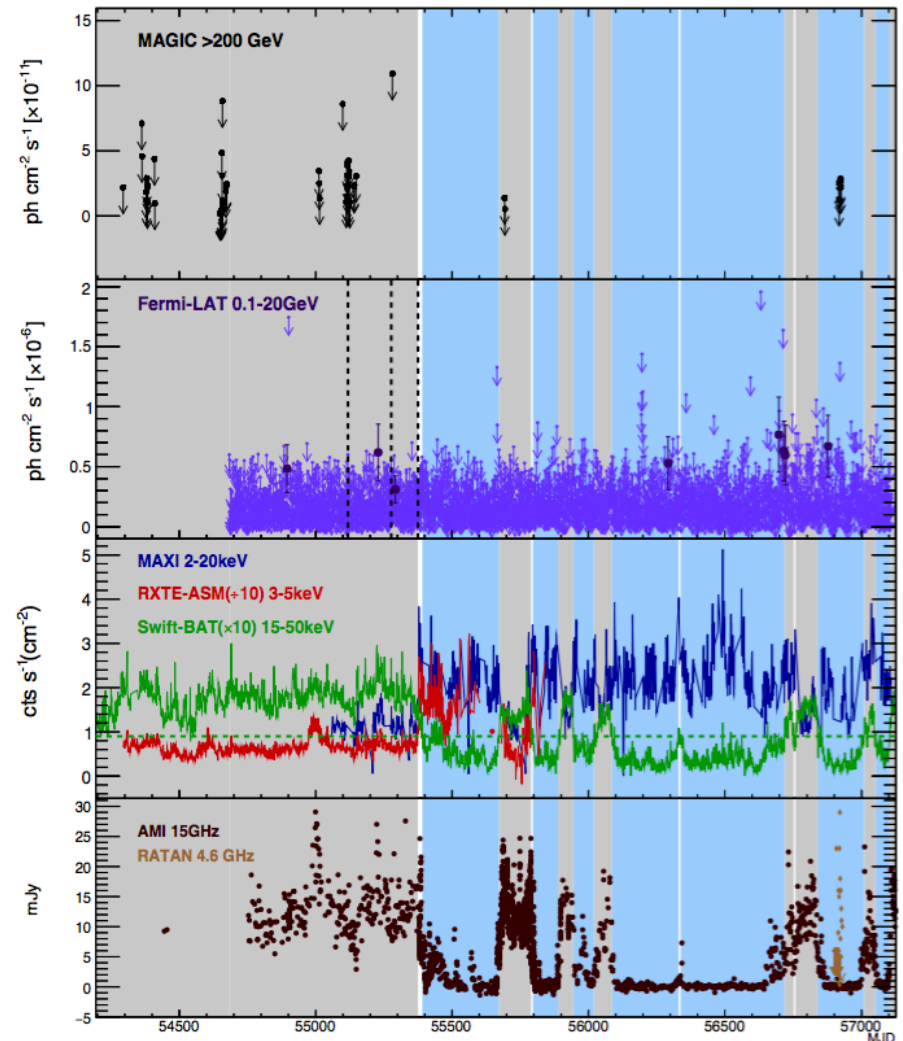 MAGIC >200 GeV
ph cm⁻² s⁻¹ [×10⁻¹¹]
15
10
5
0
Fermi-LAT 0.1-20GeV
ph cm⁻² s⁻¹ [×10⁻⁶]
2
1.5
1
0.5
0
MAXI 2-20keV
RXTE-ASM(÷10) 3-5keV
Swift-BAT(×10) 15-50keV
cts s⁻¹(cm⁻²)
5
4
3
2
1
0
AMI 15GHz
RATAN 4.6 GHz
mJy
30
25
20
15
10
5
0
−5
54500 55000 55500 56000 56500 57000
MJD